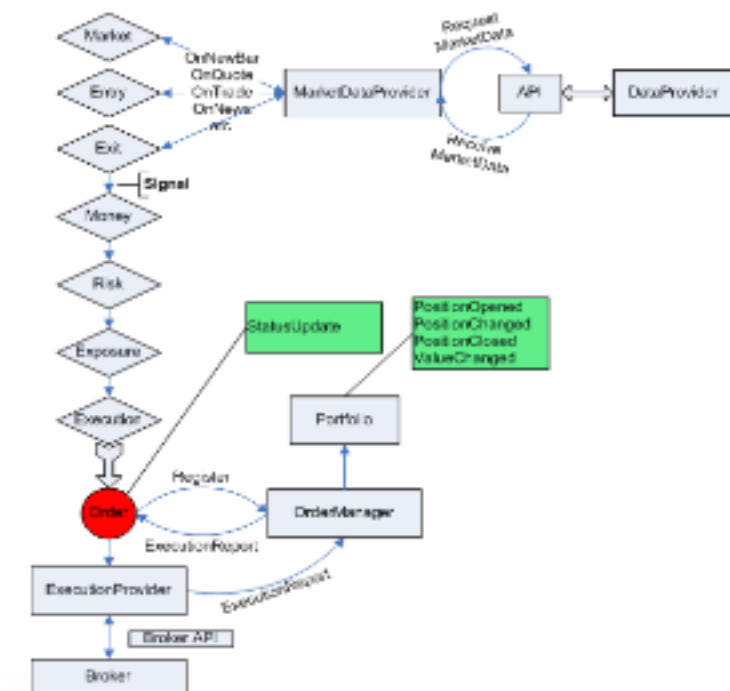 Market
OnNewBar
OnQuote
OnTrade
OnNews
etc
Entry
Exit
MarketDataProvider
Request
MarketData
API
DataProvider
Receive
MarketData
Signal
Money
Risk
Exposure
Execution
StatusUpdate
PositionOpened
PositionChanged
PositionClosed
ValueChanged
Portfolio
Register
Order
OrderManager
ExecutionReport
ExecutionProvider
ExecutionReport
Broker API
Broker